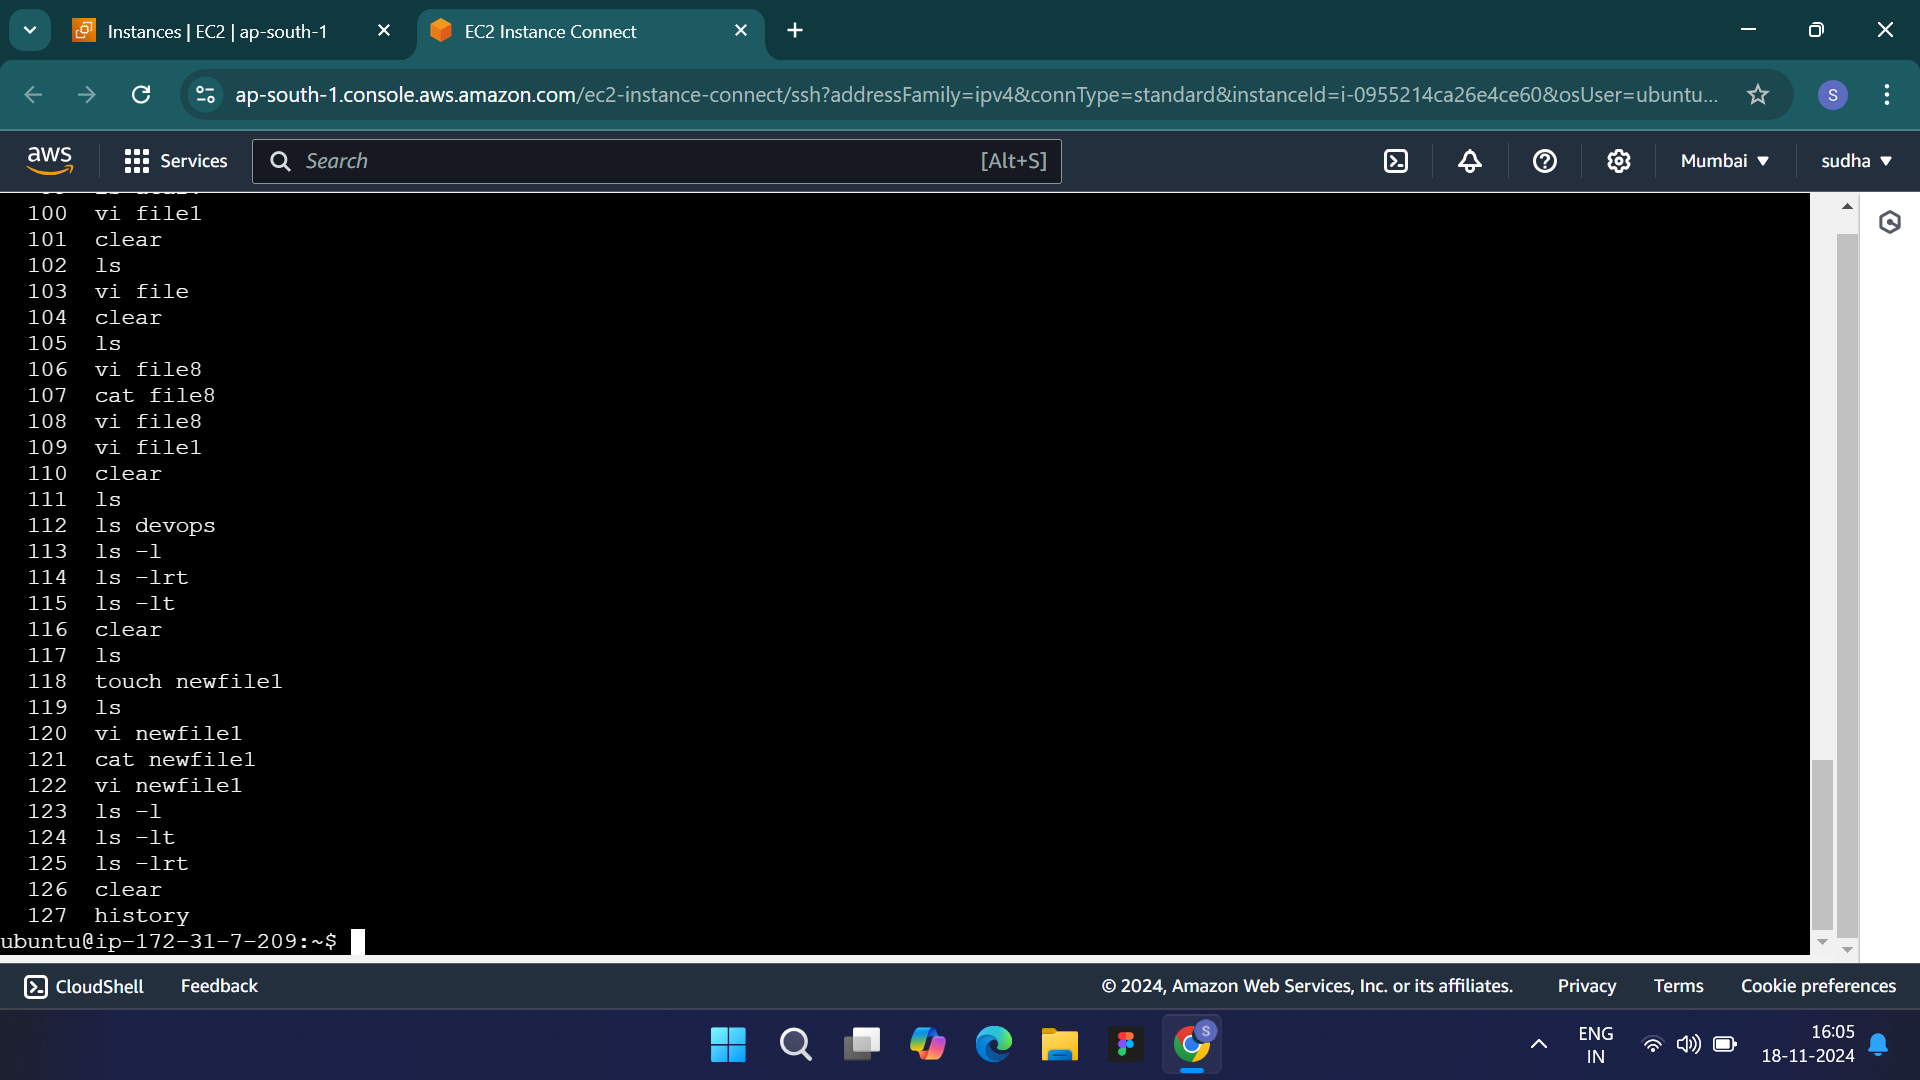 Instances | EC2 | ap-south-1
EC2 Instance Connect
ap-south-1.console.aws.amazon.com/ec2-instance-connect/ssh?addressFamily=ipv4&connType=standard&instanceId=i-0955214ca26e4ce60&osUser=ubuntu...
S
aws
Services
Search
[Alt+S]
Mumbai
sudha
100 vi file1
101 clear
102 ls
103 vi file
104 clear
105 ls
106 vi file8
107 cat file8
108 vi file8
109 vi file1
110 clear
111 ls
112 ls devops
113 ls -l
114 ls -lrt
115 ls -lt
116 clear
117 ls
118 touch newfile1
119 ls
120 vi newfile1
121 cat newfile1
122 vi newfile1
123 ls -l
124 ls -lt
125 ls -lrt
126 clear
127 history
ubuntu@ip-172-31-7-209:~$
CloudShell
Feedback
© 2024, Amazon Web Services, Inc. or its affiliates.
Privacy
Terms
Cookie preferences
S
ENG
IN
16:05
18-11-2024